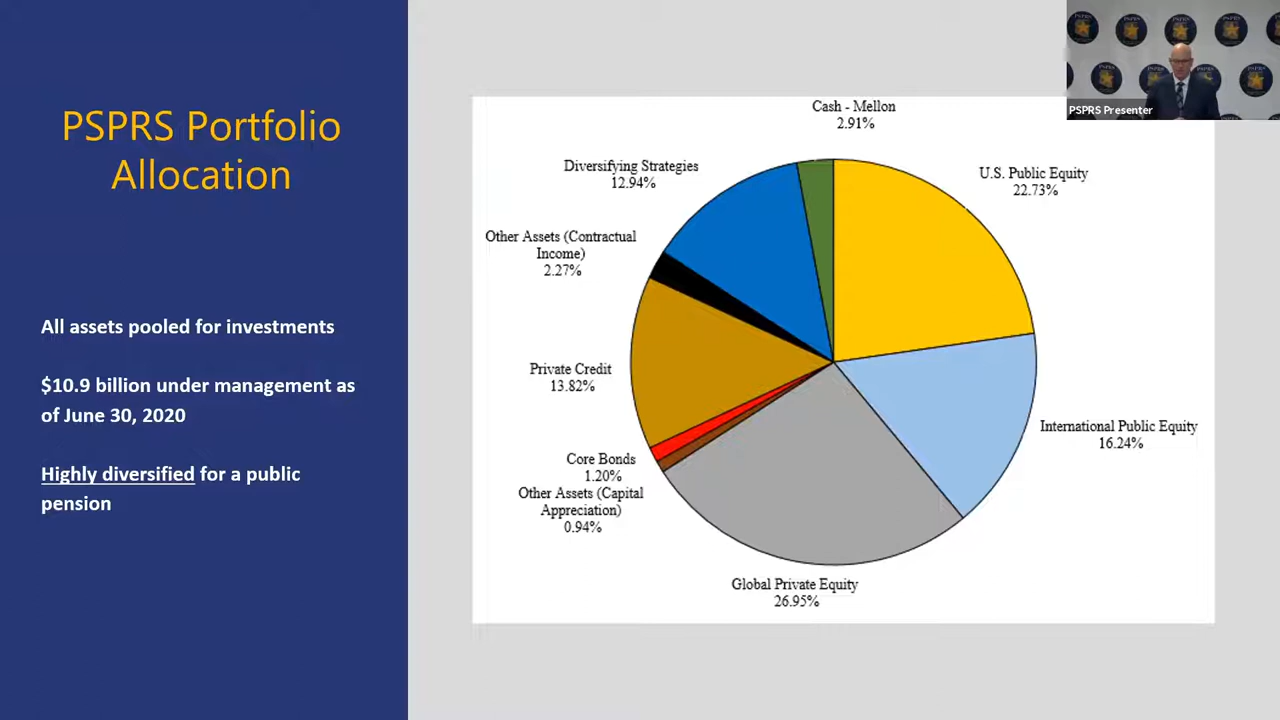 PSPRS Portfolio
Allocation
All assets pooled for investments
$10.9 billion under management as
of June 30, 2020
Highly diversified for a public
pension
Cash - Mellon
2.91%
U.S. Public Equity
22.73%
International Public Equity
16.24%
Global Private Equity
26.95%
Other Assets (Capital
Appreciation)
0.94%
Core Bonds
1.20%
Private Credit
13.82%
Other Assets (Contractual
Income)
2.27%
Diversifying Strategies
12.94%
PSPRS Presenter